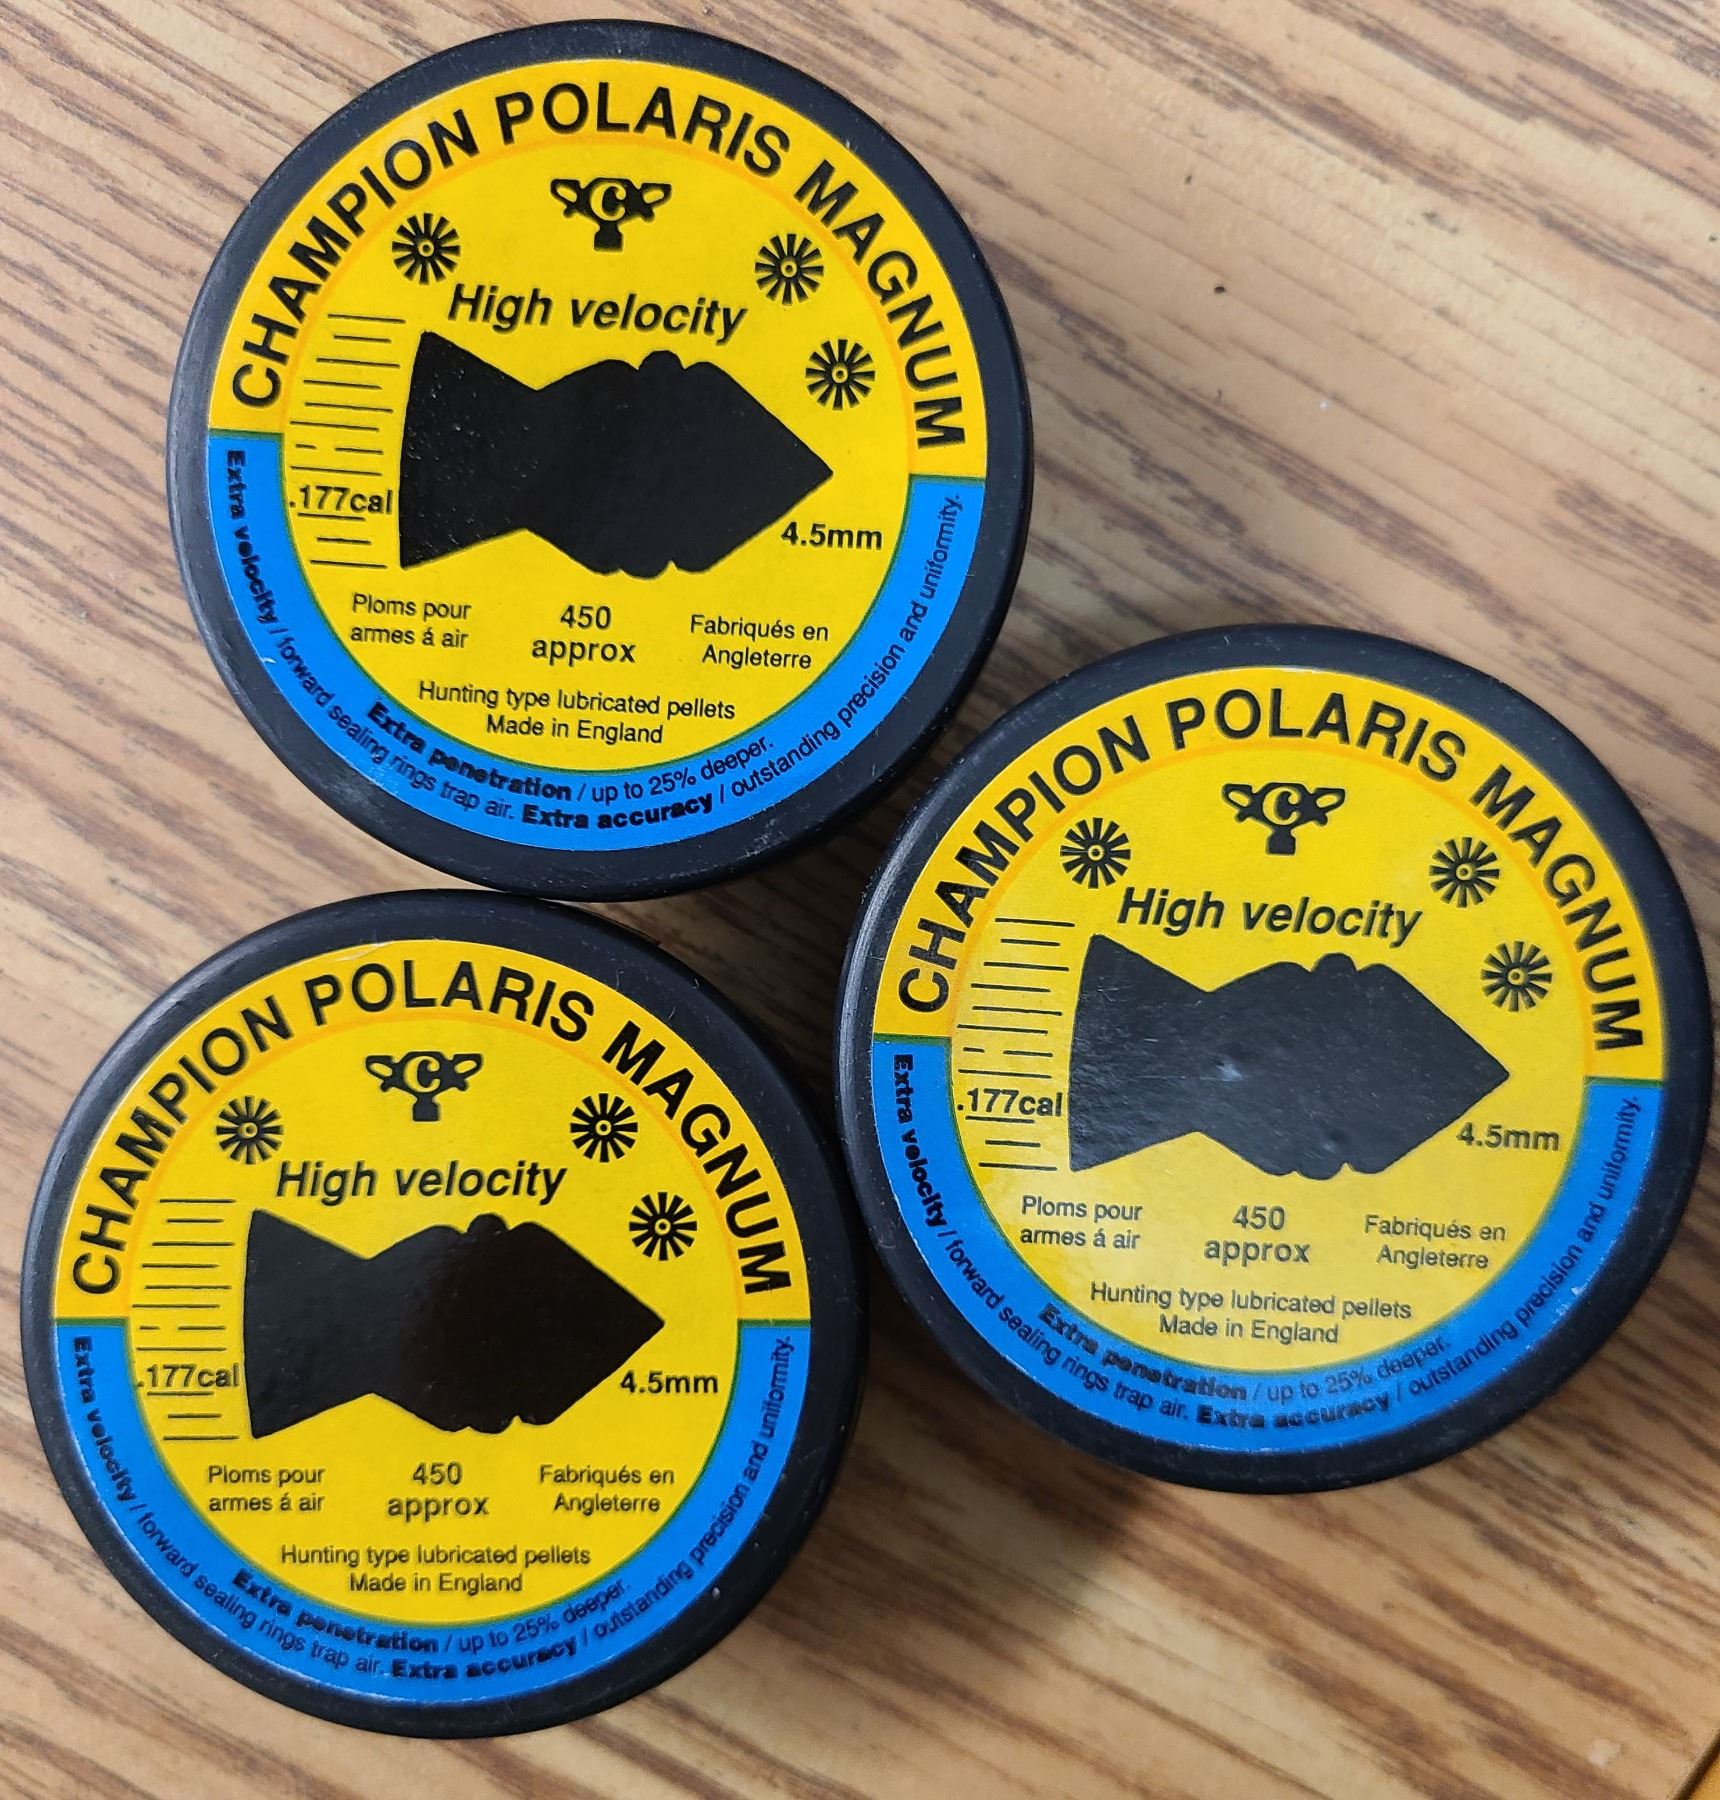 CHAMPION POLARIS MAGNUM
C
High velocity
.177cal
4.5mm
Ploms pour
armes á air
450
approx
Fabriqués en
Angleterre
Hunting type lubricated pellets
Made in England
Extra penetration / up to 25% deeper.
Extra velocity / forward sealing rings trap air. Extra accuracy / outstanding precision and uniformity.
CHAMPION POLARIS MAGNUM
C
High velocity
.177cal
4.5mm
Ploms pour
armes á air
450
approx
Fabriqués en
Angleterre
Hunting type lubricated pellets
Made in England
Extra penetration / up to 25% deeper.
Extra velocity / forward sealing rings trap air. Extra accuracy / outstanding precision and uniformity.
CHAMPION POLARIS MAGNUM
C
High velocity
.177cal
4.5mm
Ploms pour
armes á air
450
approx
Fabriqués en
Angleterre
Hunting type lubricated pellets
Made in England
Extra penetration / up to 25% deeper.
Extra velocity / forward sealing rings trap air. Extra accuracy / outstanding precision and uniformity.